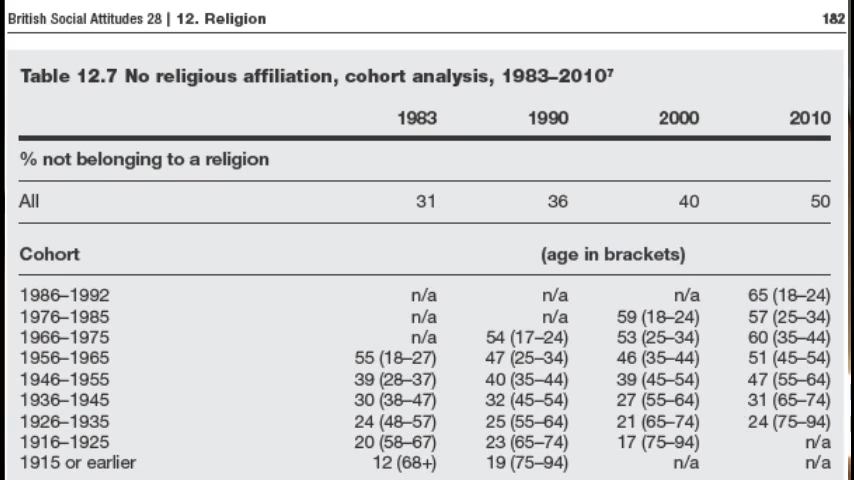 British Social Attitudes 28 | 12. Religion 182
Table 12.7 No religious affiliation, cohort analysis, 1983–2010⁷
1983 1990 2000 2010
% not belonging to a religion
All 31 36 40 50
Cohort (age in brackets)
1986–1992 n/a n/a n/a 65 (18–24)
1976–1985 n/a n/a 59 (18–24) 57 (25–34)
1966–1975 n/a 54 (17–24) 53 (25–34) 60 (35–44)
1956–1965 55 (18–27) 47 (25–34) 46 (35–44) 51 (45–54)
1946–1955 39 (28–37) 40 (35–44) 39 (45–54) 47 (55–64)
1936–1945 30 (38–47) 32 (45–54) 27 (55–64) 31 (65–74)
1926–1935 24 (48–57) 25 (55–64) 21 (65–74) 24 (75–94)
1916–1925 20 (58–67) 23 (65–74) 17 (75–94) n/a
1915 or earlier 12 (68+) 19 (75–94) n/a n/a